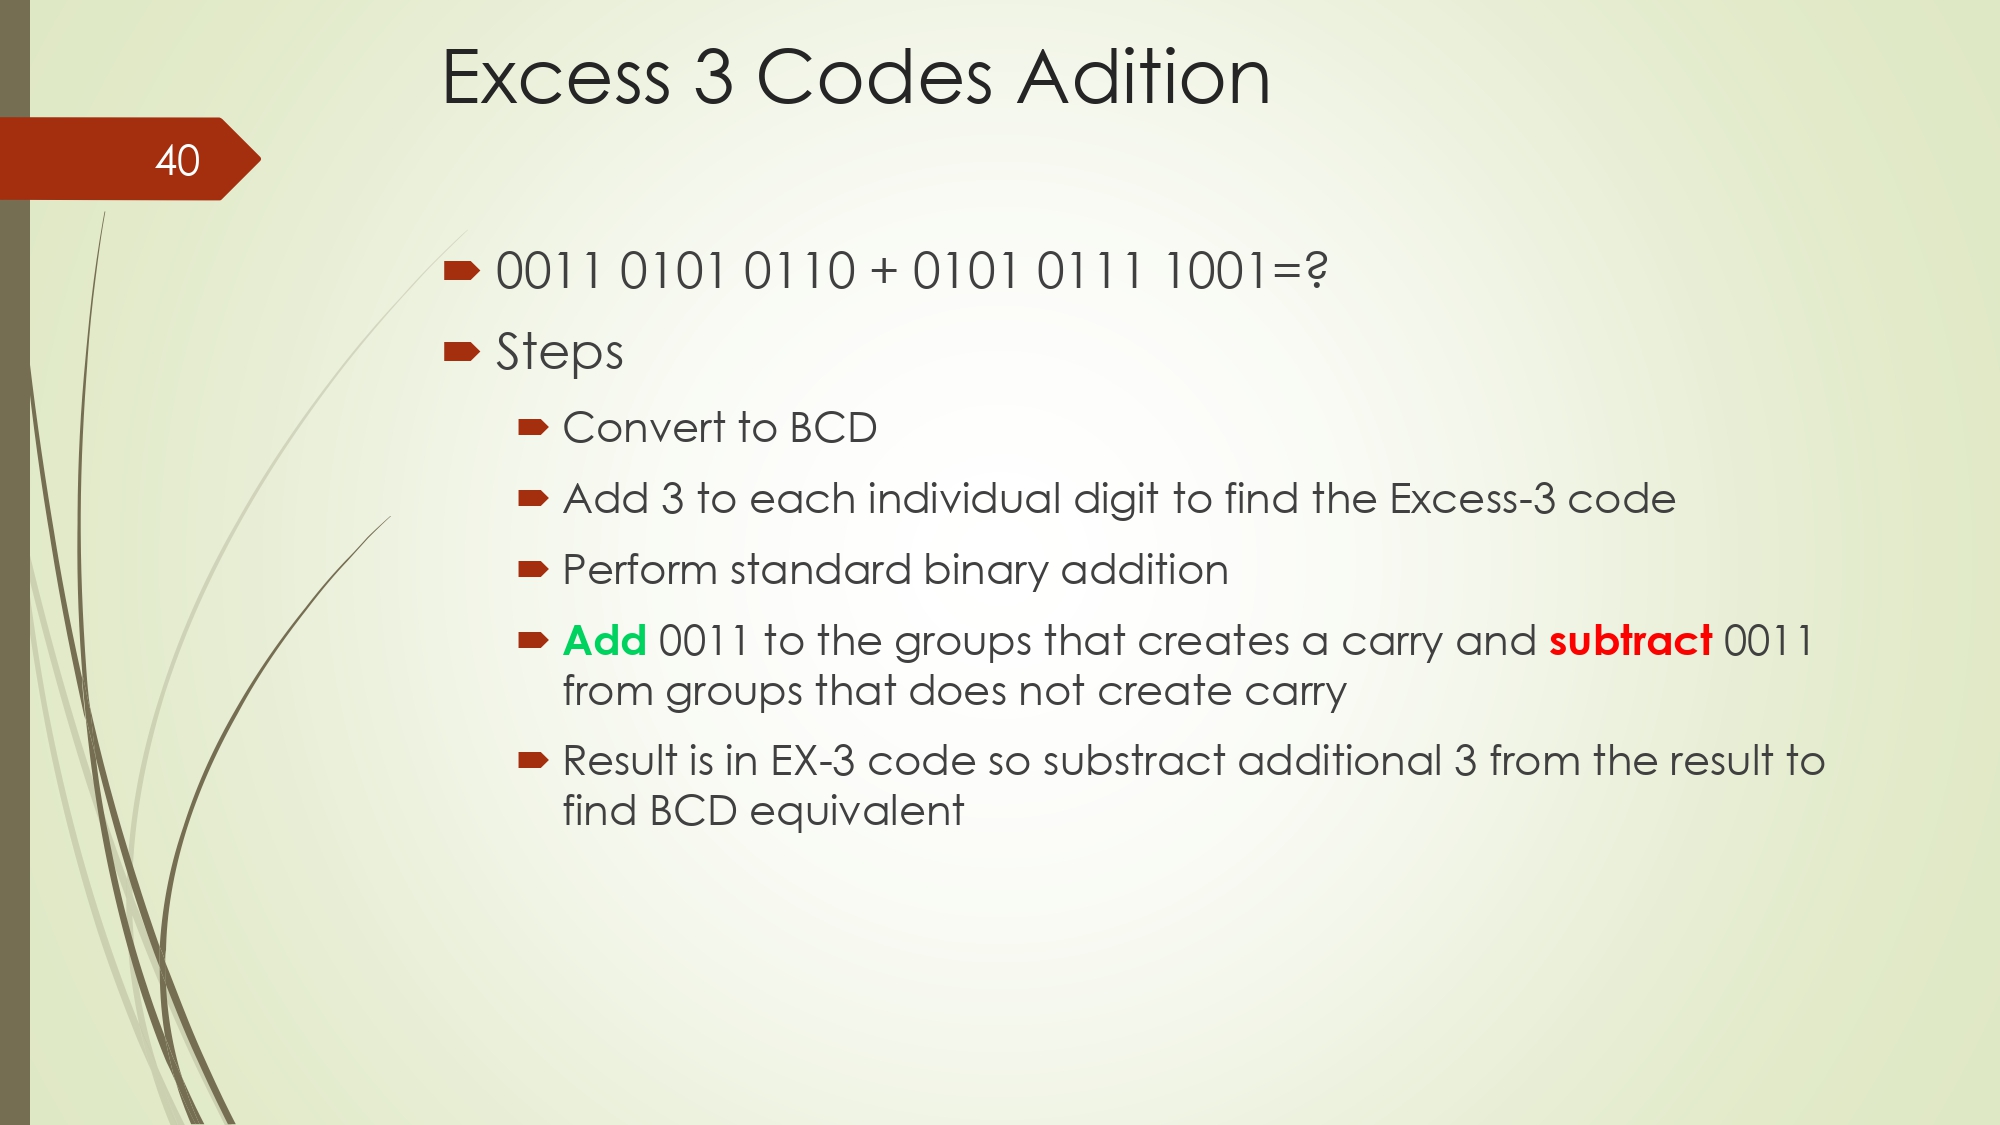 Excess 3 Codes Adition
40
0011 0101 0110 + 0101 0111 1001=?
Steps
Convert to BCD
Add 3 to each individual digit to find the Excess-3 code
Perform standard binary addition
Add 0011 to the groups that creates a carry and subtract 0011
from groups that does not create carry
Result is in EX-3 code so substract additional 3 from the result to
find BCD equivalent